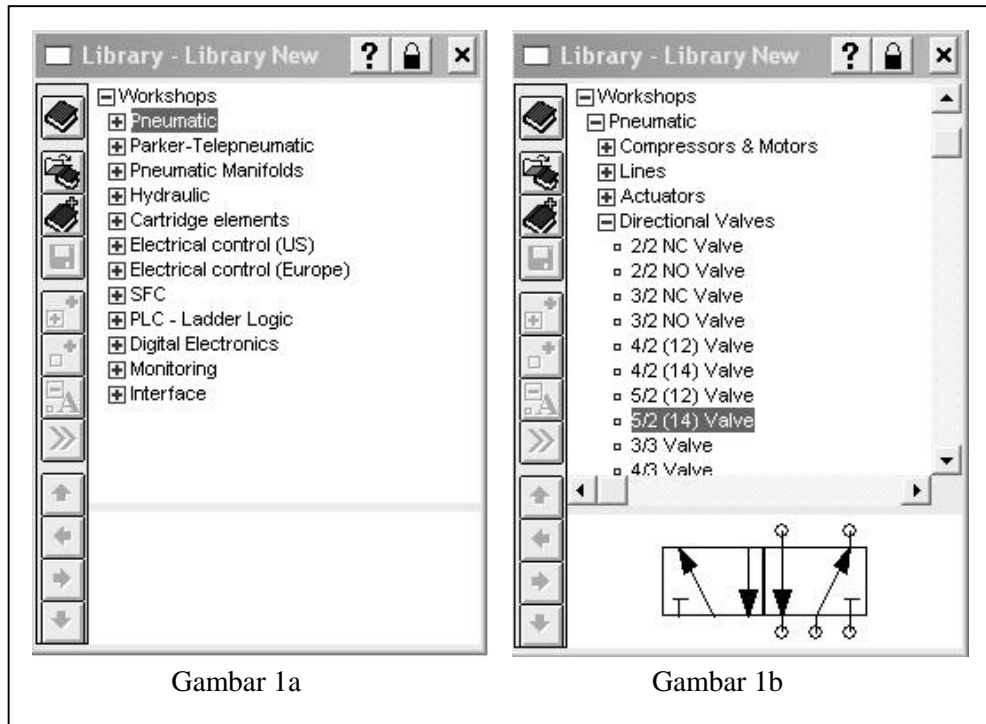 Library - Library New
Workshops
Pneumatic
Parker-Telepneumatic
Pneumatic Manifolds
Hydraulic
Cartridge elements
Electrical control (US)
Electrical control (Europe)
SFC
PLC - Ladder Logic
Digital Electronics
Monitoring
Interface
Gambar 1a
Library - Library New
Workshops
Pneumatic
Compressors & Motors
Lines
Actuators
Directional Valves
2/2 NC Valve
2/2 NO Valve
3/2 NC Valve
3/2 NO Valve
4/2 (12) Valve
4/2 (14) Valve
5/2 (12) Valve
5/2 (14) Valve
3/3 Valve
4/3 Valve
Gambar 1b